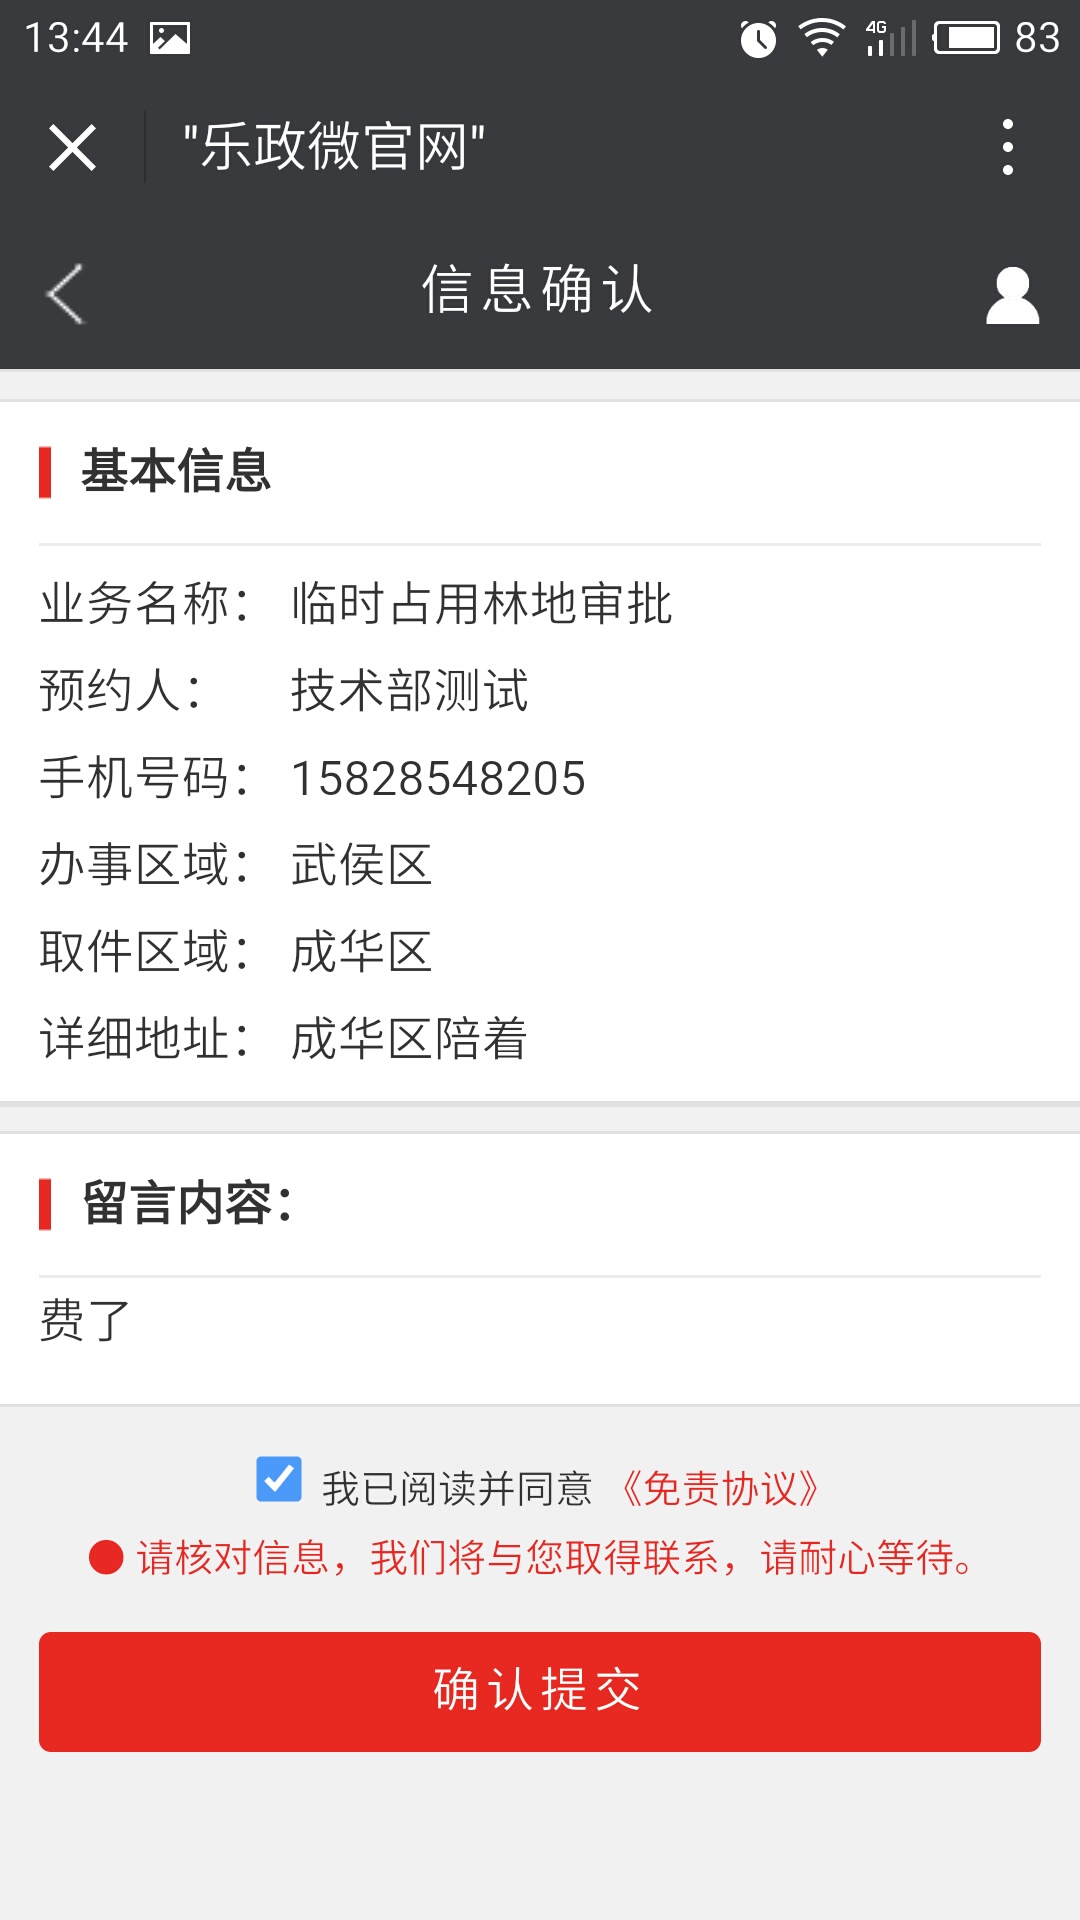 13:44 4G 83
"乐政微官网"
信息确认
基本信息
业务名称： 临时占用林地审批
预约人： 技术部测试
手机号码： 15828548205
办事区域： 武侯区
取件区域： 成华区
详细地址： 成华区陪着
留言内容：
费了
我已阅读并同意《免责协议》
请核对信息，我们将与您取得联系，请耐心等待。
确认提交